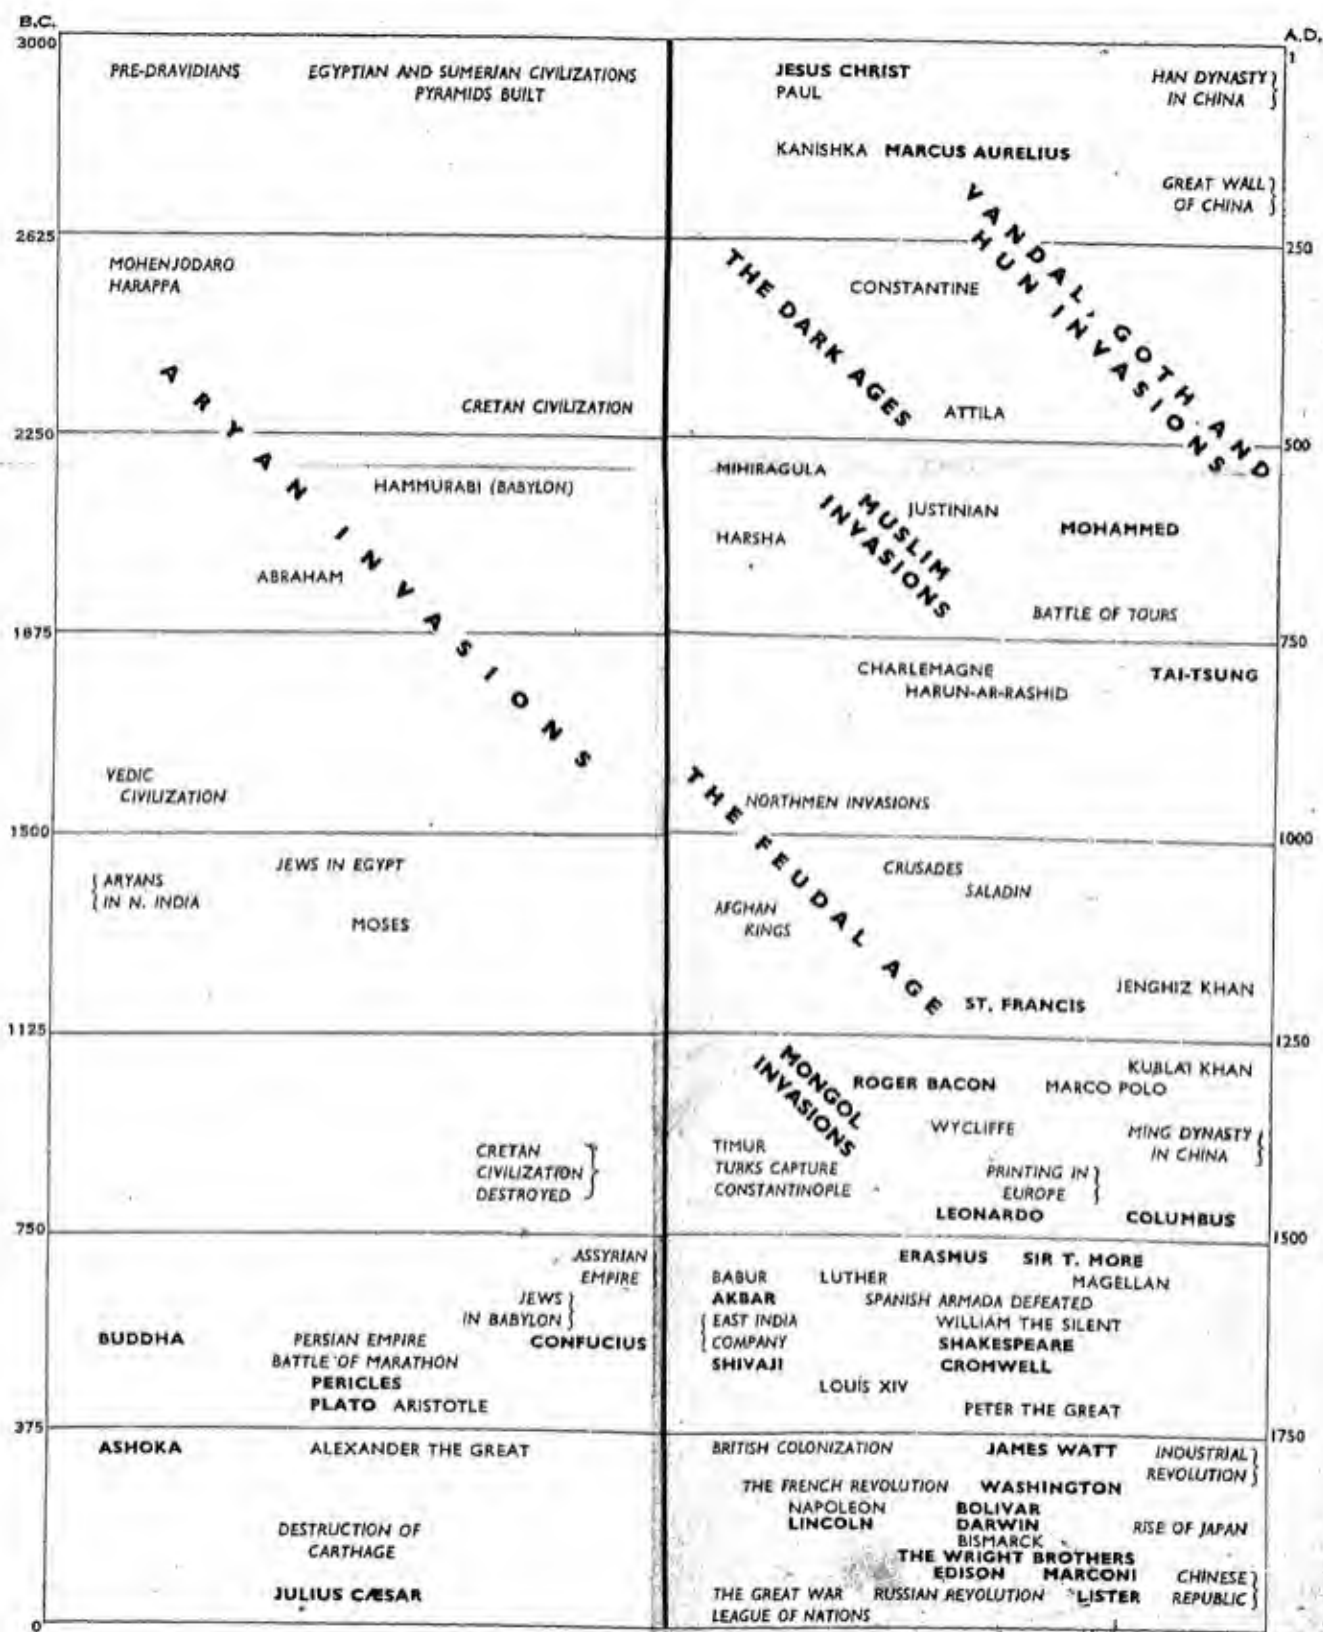 B.C.
3000
PRE-DRAVIDIANS EGYPTIAN AND SUMERIAN CIVILIZATIONS
PYRAMIDS BUILT
2625
MOHENJODARO
HARAPPA
ARYAN INVASIONS
CRETAN CIVILIZATION
2250
HAMMURABI (BABYLON)
ABRAHAM
1875
VEDIC
CIVILIZATION
1500
JEWS IN EGYPT
ARYANS
IN N. INDIA
MOSES
1125
CRETAN
CIVILIZATION
DESTROYED
750
ASSYRIAN
EMPIRE
JEWS
IN BABYLON
BUDDHA PERSIAN EMPIRE CONFUCIUS
BATTLE OF MARATHON
PERICLES
PLATO ARISTOTLE
375
ASHOKA ALEXANDER THE GREAT
DESTRUCTION OF
CARTHAGE
JULIUS CÆSAR
0
A.D.
1
JESUS CHRIST HAN DYNASTY
PAUL IN CHINA
KANISHKA MARCUS AURELIUS
GREAT WALL
OF CHINA
VANDAL, GOTH AND
HUN INVASIONS
250
THE DARK AGES
CONSTANTINE
ATTILA
500
MIHIRAGULA
MUSLIM
INVASIONS
JUSTINIAN
MOHAMMED
HARSHA
BATTLE OF TOURS
750
CHARLEMAGNE TAI-TSUNG
HARUN-AR-RASHID
THE FEUDAL AGE
NORTHMEN INVASIONS
1000
CRUSADES
SALADIN
AFGHAN
KINGS
JENGHIZ KHAN
ST. FRANCIS
1250
MONGOL
INVASIONS
KUBLAI KHAN
ROGER BACON MARCO POLO
WYCLIFFE MING DYNASTY
TIMUR IN CHINA
TURKS CAPTURE PRINTING IN
CONSTANTINOPLE EUROPE
LEONARDO COLUMBUS
1500
ERASMUS SIR T. MORE
BABUR LUTHER MAGELLAN
AKBAR SPANISH ARMADA DEFEATED
EAST INDIA WILLIAM THE SILENT
COMPANY SHAKESPEARE
SHIVAJI CROMWELL
LOUIS XIV
PETER THE GREAT
1750
BRITISH COLONIZATION JAMES WATT INDUSTRIAL
REVOLUTION
THE FRENCH REVOLUTION WASHINGTON
NAPOLEON BOLIVAR
LINCOLN DARWIN RISE OF JAPAN
BISMARCK
THE WRIGHT BROTHERS
EDISON MARCONI CHINESE
THE GREAT WAR RUSSIAN REVOLUTION LISTER REPUBLIC
LEAGUE OF NATIONS